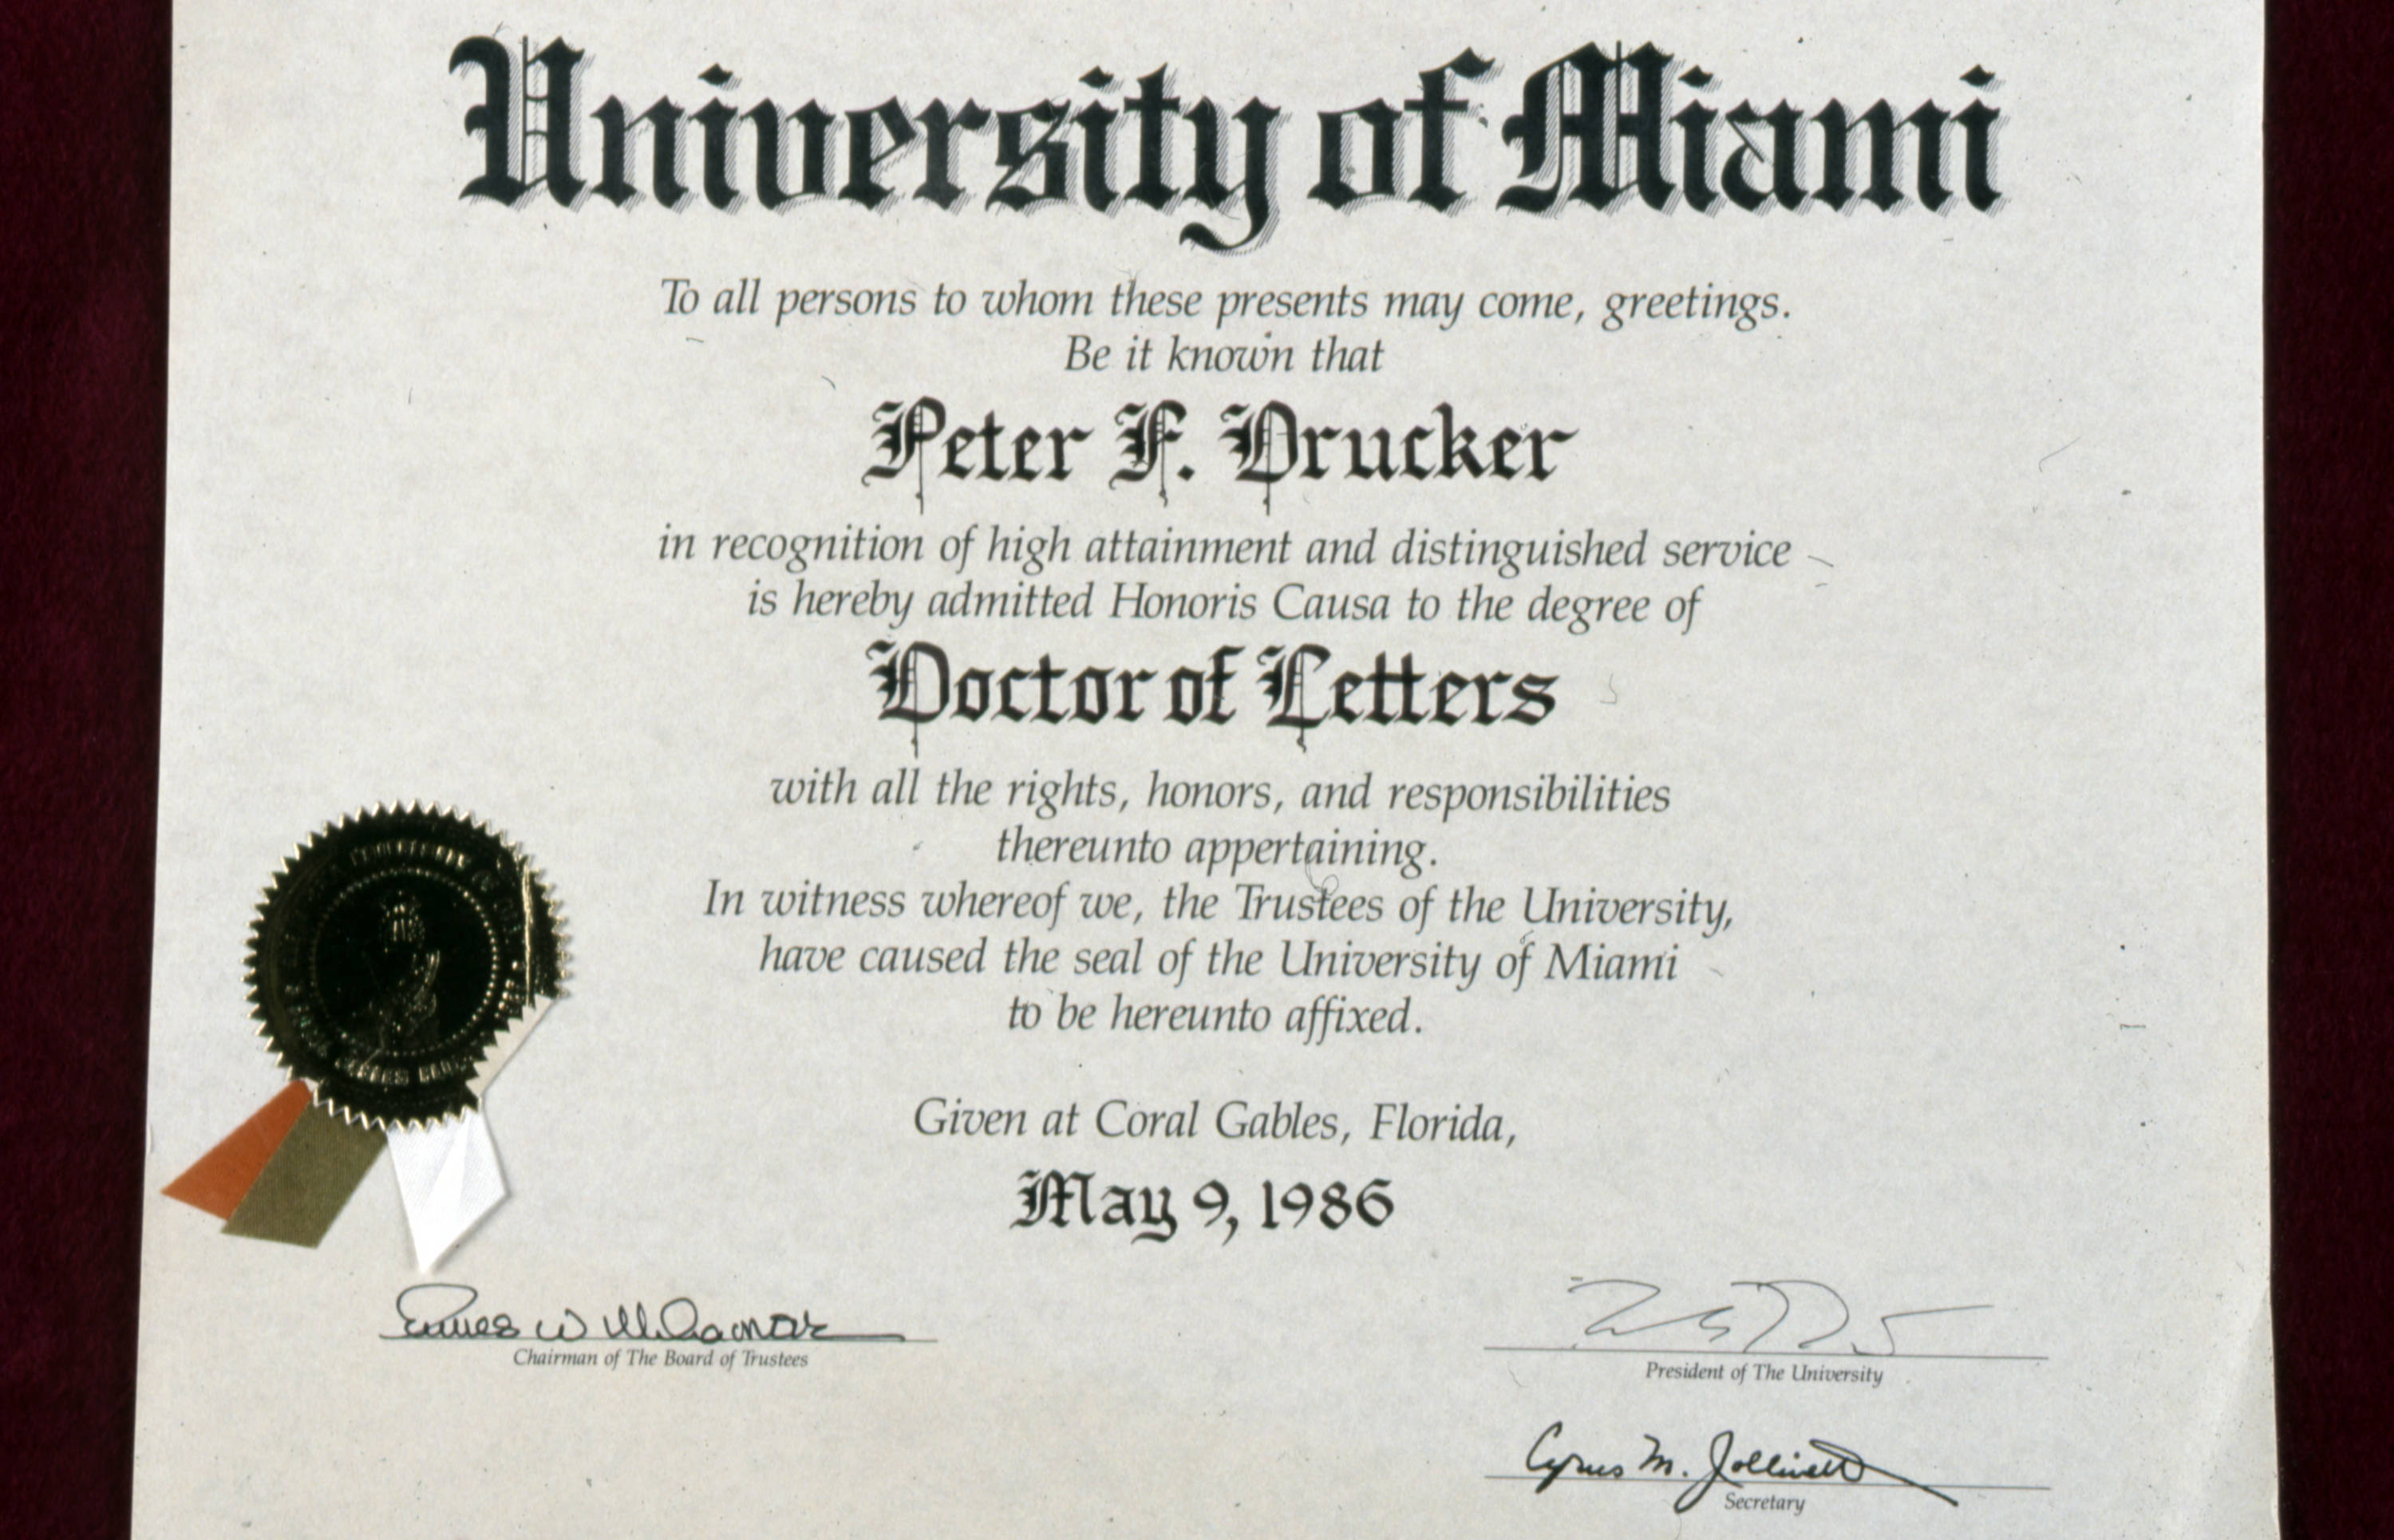 University of Miami
To all persons to whom these presents may come, greetings.
Be it known that
Peter F. Drucker
in recognition of high attainment and distinguished service
is hereby admitted Honoris Causa to the degree of
Doctor of Letters
with all the rights, honors, and responsibilities
thereunto appertaining.
In witness whereof we, the Trustees of the University,
have caused the seal of the University of Miami
to be hereunto affixed.
Given at Coral Gables, Florida,
May 9, 1986
James W. McLamore
Chairman of The Board of Trustees
President of The University
Cyrus M. Jollivette
Secretary